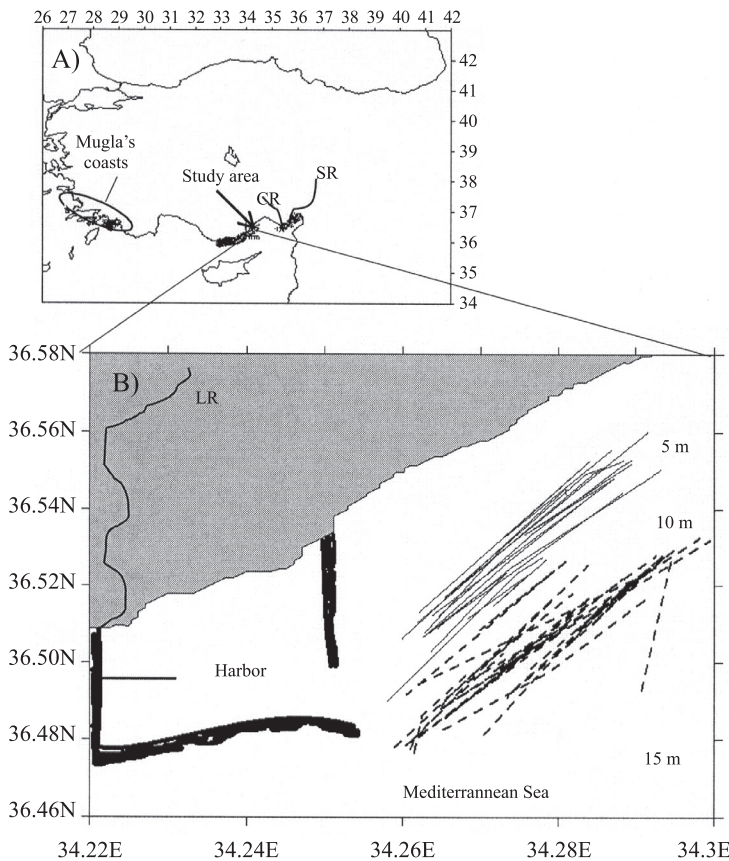 26 27 28 29 30 31 32 33 34 35 36 37 38 39 40 41 42
A)
42
41
40
39
38
37
36
35
34
Mugla's
coasts
Study area
CR
SR
36.58N
36.56N
36.54N
36.52N
36.50N
36.48N
36.46N
B)
LR
5 m
10 m
Harbor
15 m
Mediterrannean Sea
34.22E
34.24E
34.26E
34.28E
34.3E